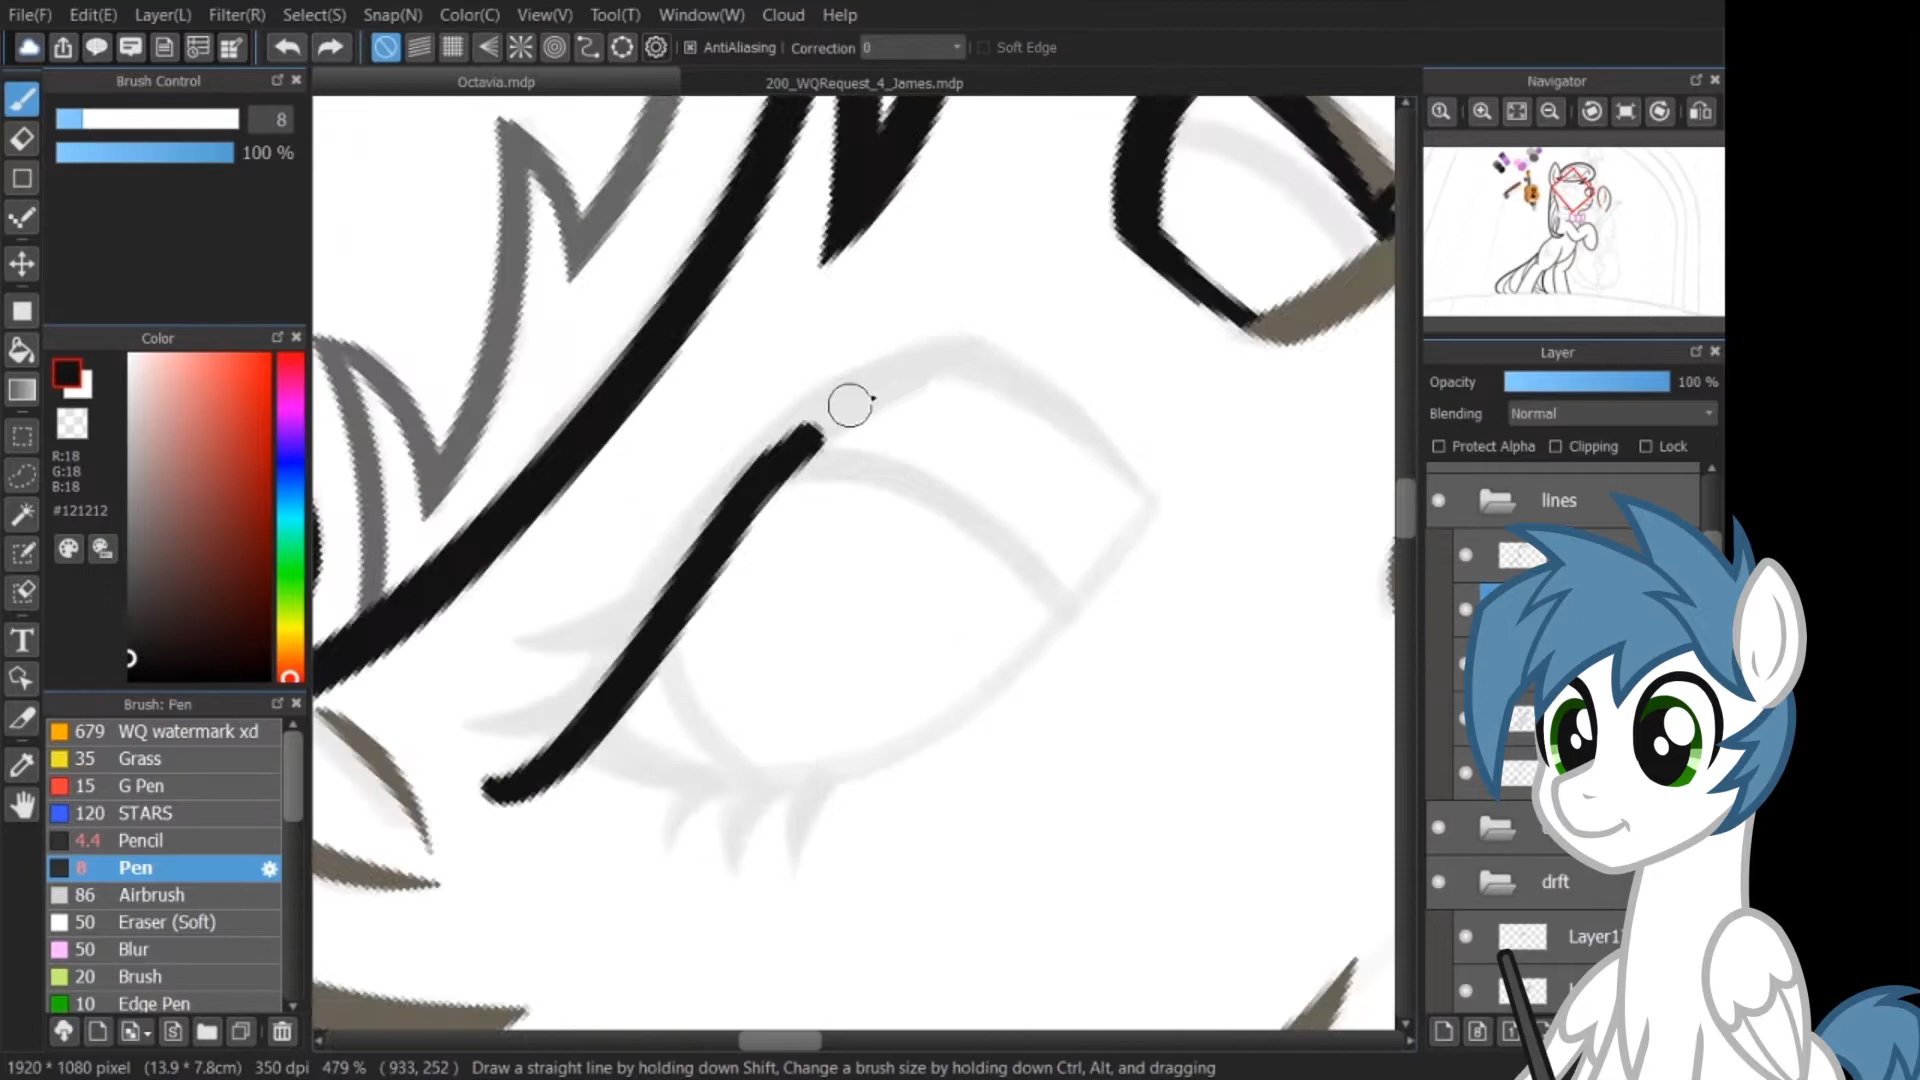 File(F) Edit(E) Layer(L) Filter(R) Select(S) Snap(N) Color(C) View(V) Tool(T) Window(W) Cloud Help
AntiAliasing Correction 0 Soft Edge
Brush Control
Octavia.mdp
200_WQRequest_4_James.mdp
Navigator
8
100 %
Color
R:18
G:18
B:18
#121212
Layer
Opacity 100 %
Blending Normal
Protect Alpha Clipping Lock
lines
drft
Layer1
Brush: Pen
679 WQ watermark xd
35 Grass
15 G Pen
120 STARS
4.4 Pencil
8 Pen
86 Airbrush
50 Eraser (Soft)
50 Blur
20 Brush
10 Edge Pen
1920 * 1080 pixel (13.9 * 7.8cm) 350 dpi 479 % ( 933, 252 ) Draw a straight line by holding down Shift, Change a brush size by holding down Ctrl, Alt, and dragging